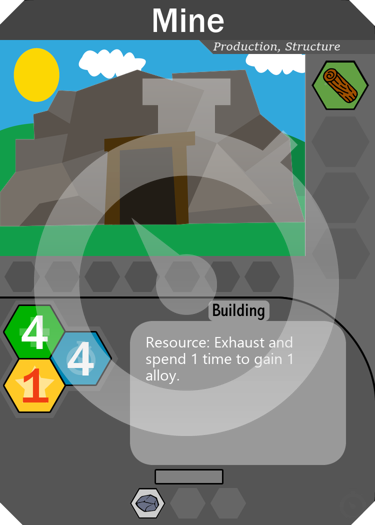 Mine
Production, Structure
4
4
1
Building
Resource: Exhaust and
spend 1 time to gain 1
alloy.